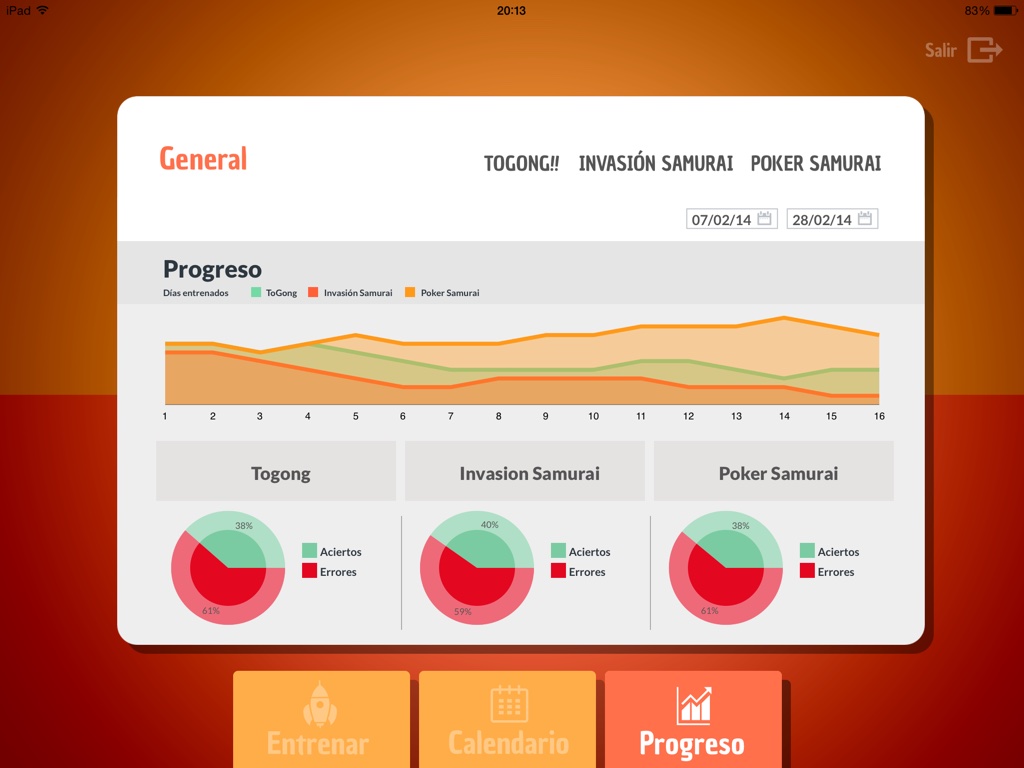 iPad 20:13 83%
Salir
General TOGONG!! INVASIÓN SAMURAI POKER SAMURAI
07/02/14 28/02/14
Progreso
Días entrenados ToGong Invasión Samurai Poker Samurai
1 2 3 4 5 6 7 8 9 10 11 12 13 14 15 16
Togong Invasion Samurai Poker Samurai
38% 40% 38%
Aciertos Aciertos Aciertos
Errores Errores Errores
61% 59% 61%
Entrenar Calendario Progreso